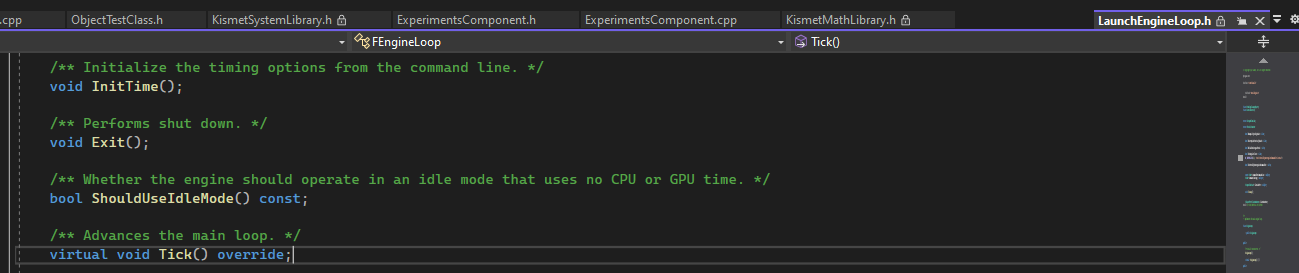 .cpp
ObjectTestClass.h
KismetSystemLibrary.h
ExperimentsComponent.h
ExperimentsComponent.cpp
KismetMathLibrary.h
LaunchEngineLoop.h
FEngineLoop
Tick()
/** Initialize the timing options from the command line. */
void InitTime();
/** Performs shut down. */
void Exit();
/** Whether the engine should operate in an idle mode that uses no CPU or GPU time. */
bool ShouldUseIdleMode() const;
/** Advances the main loop. */
virtual void Tick() override;